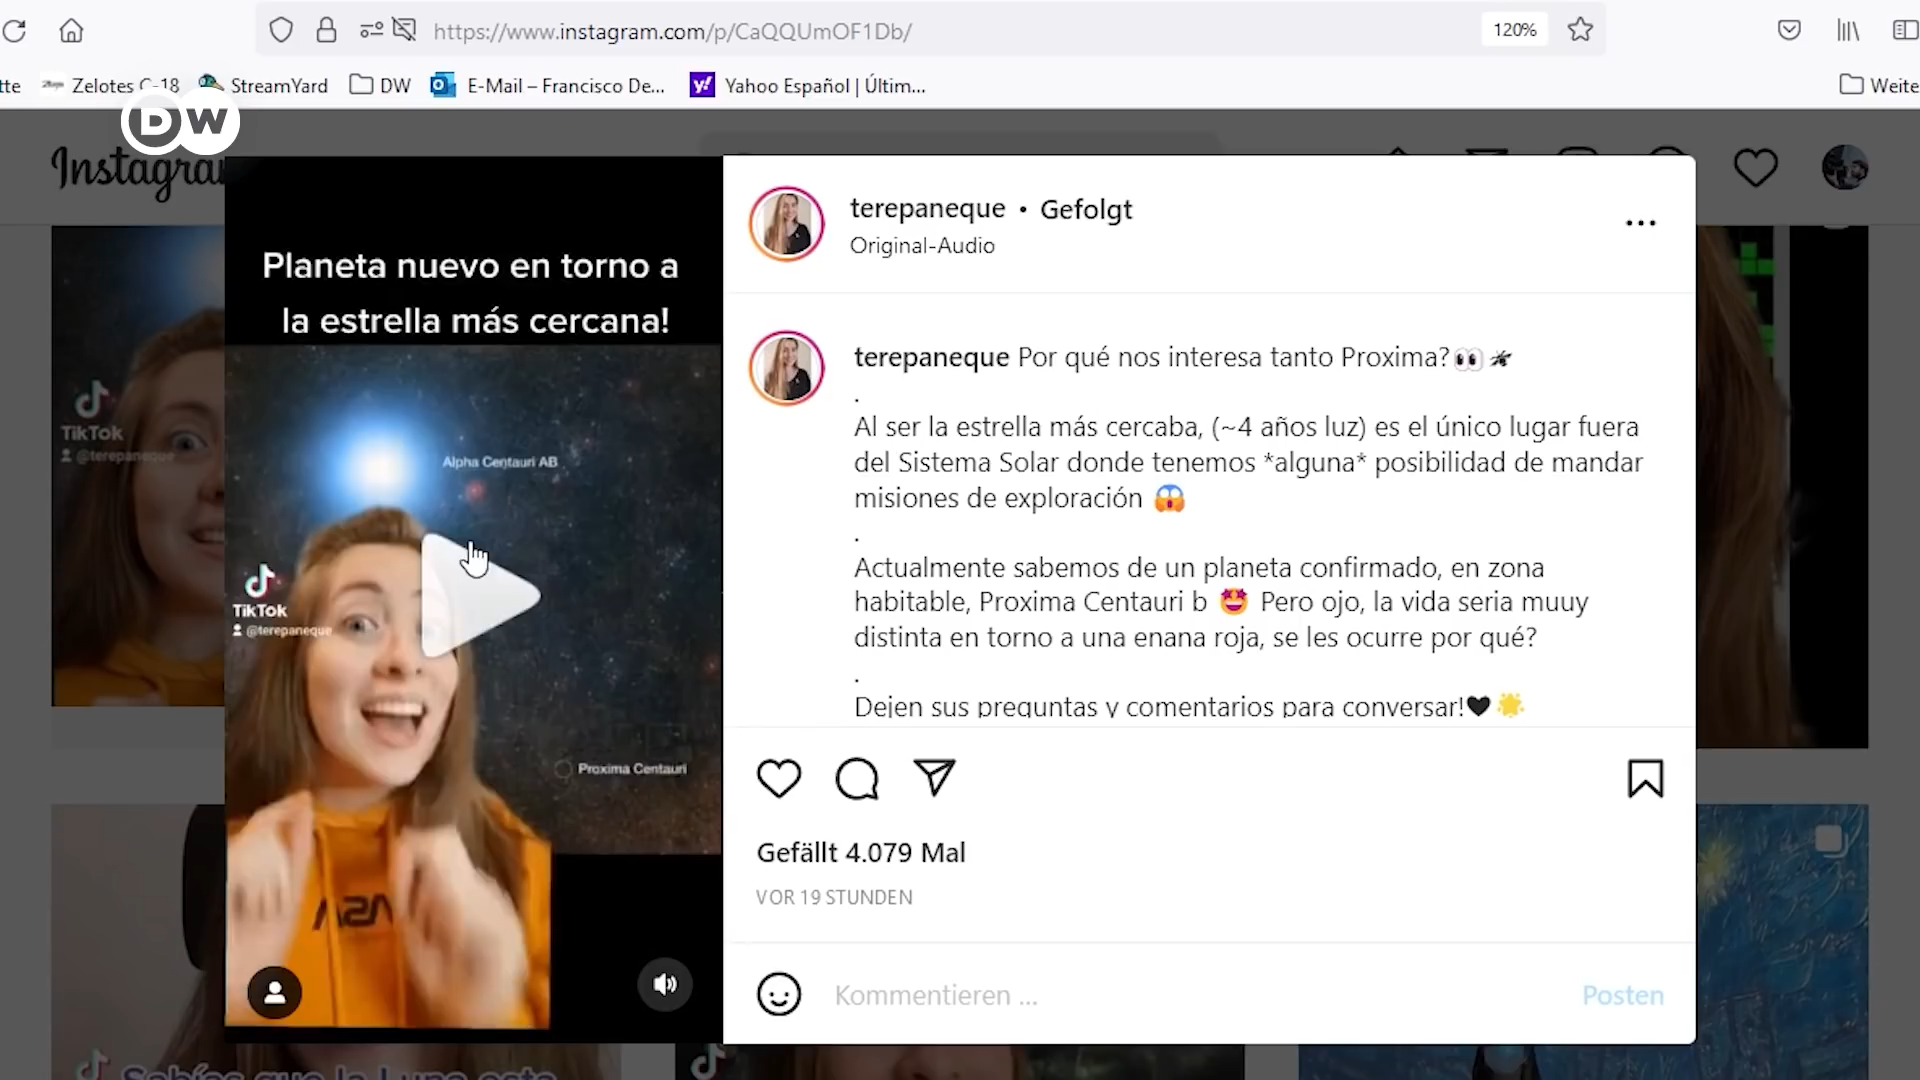 https://www.instagram.com/p/CaQQUmOF1Db/
120%
Zelotes C-18
StreamYard
DW
E-Mail – Francisco De...
Yahoo Español | Últim...
Weite
DW
Instagram
Planeta nuevo en torno a
la estrella más cercana!
Alpha Centauri AB
TikTok
@terepaneque
Proxima Centauri
TikTok
@terepaneque
terepaneque • Gefolgt
Original-Audio
terepaneque Por qué nos interesa tanto Proxima?👀🪰
.
Al ser la estrella más cercaba, (~4 años luz) es el único lugar fuera
del Sistema Solar donde tenemos *alguna* posibilidad de mandar
misiones de exploración 😱
.
Actualmente sabemos de un planeta confirmado, en zona
habitable, Proxima Centauri b 🤩 Pero ojo, la vida seria muuy
distinta en torno a una enana roja, se les ocurre por qué?
.
Dejen sus preguntas y comentarios para conversar!🖤🌟
Gefällt 4.079 Mal
VOR 19 STUNDEN
Kommentieren ...
Posten
Sabías que la Luna esta